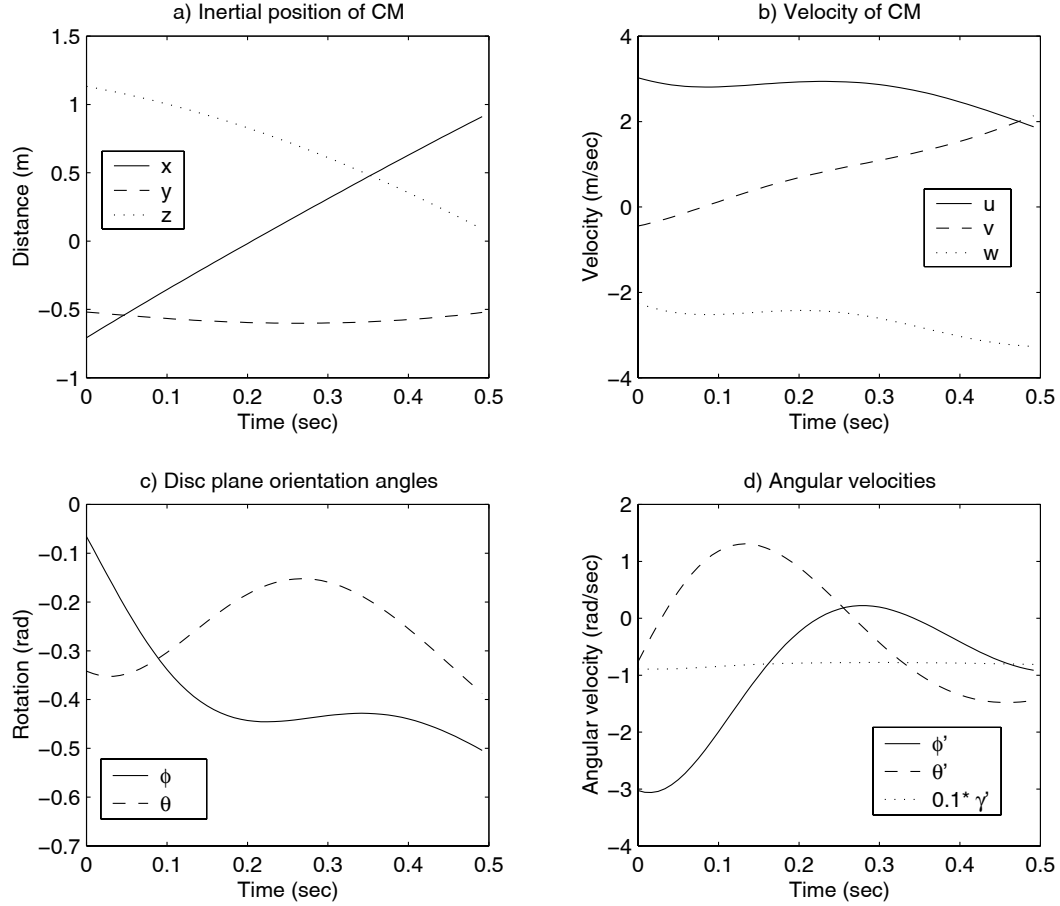 a) Inertial position of CM
1.5
1
0.5
0
−0.5
−1
Distance (m)
x
y
z
0 0.1 0.2 0.3 0.4 0.5
Time (sec)
b) Velocity of CM
4
2
0
−2
−4
Velocity (m/sec)
u
v
w
0 0.1 0.2 0.3 0.4 0.5
Time (sec)
c) Disc plane orientation angles
0
−0.1
−0.2
−0.3
−0.4
−0.5
−0.6
−0.7
Rotation (rad)
ϕ
θ
0 0.1 0.2 0.3 0.4 0.5
Time (sec)
d) Angular velocities
2
1
0
−1
−2
−3
−4
Angular velocity (rad/sec)
ϕ’
θ’
0.1* γ’
0 0.1 0.2 0.3 0.4 0.5
Time (sec)